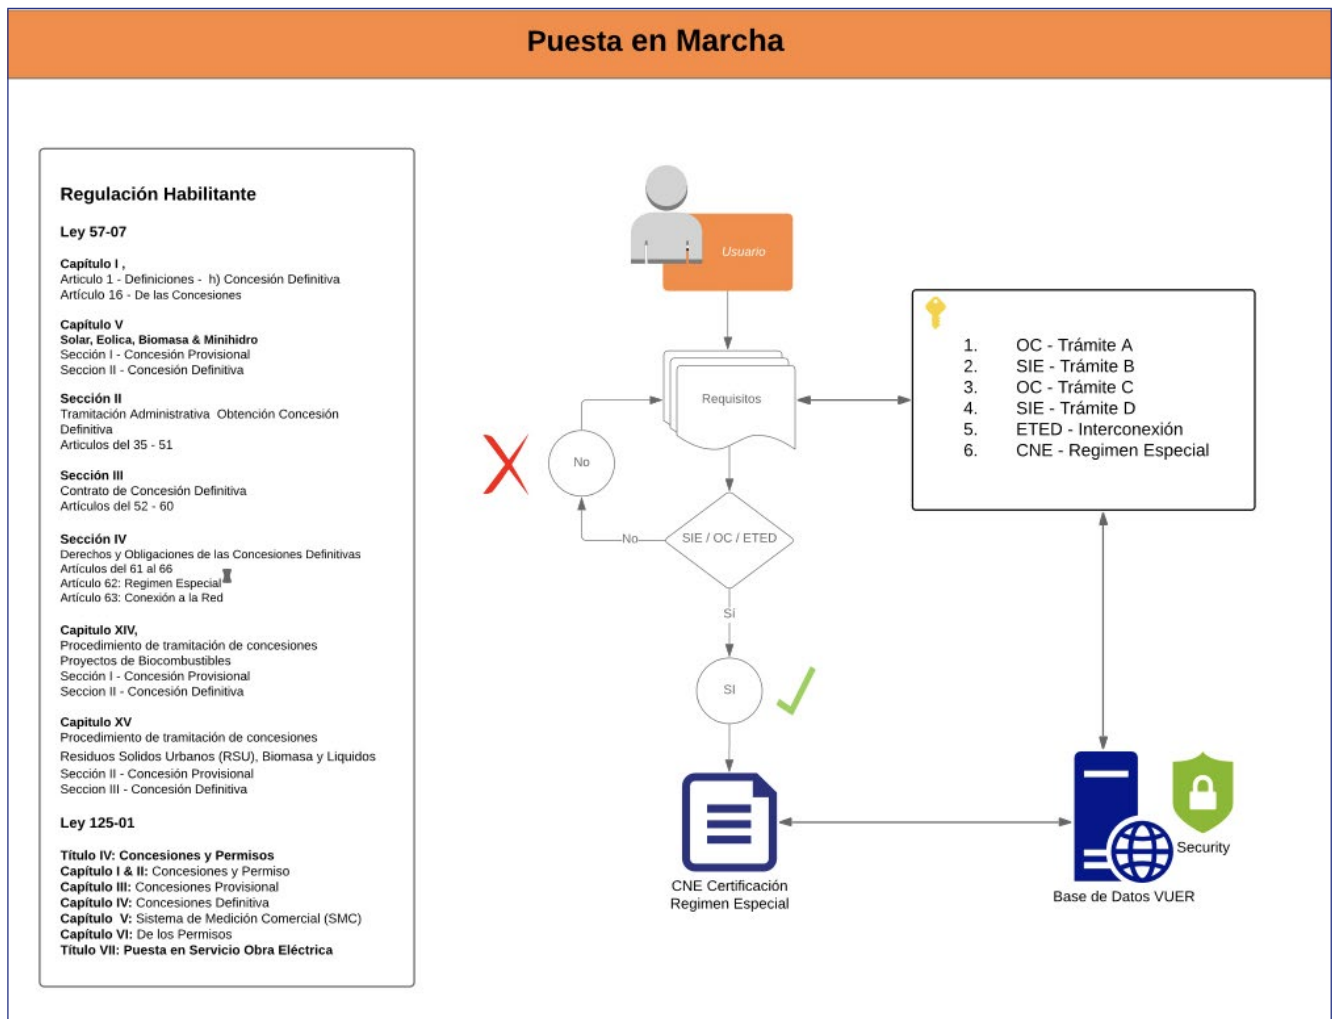 Puesta en Marcha
Regulación Habilitante
Ley 57-07
Capítulo I ,
Articulo 1 - Definiciones - h) Concesión Definitiva
Artículo 16 - De las Concesiones
Capítulo V
Solar, Eolica, Biomasa & Minihidro
Sección I - Concesión Provisional
Seccion II - Concesión Definitiva
Sección II
Tramitación Administrativa Obtención Concesión
Definitiva
Articulos del 35 - 51
Sección III
Contrato de Concesión Definitiva
Artículos del 52 - 60
Sección IV
Derechos y Obligaciones de las Concesiones Definitivas
Artículos del 61 al 66
Artículo 62: Regimen Especial
Artículo 63: Conexión a la Red
Capitulo XIV,
Procedimiento de tramitación de concesiones
Proyectos de Biocombustibles
Sección I - Concesión Provisional
Seccion II - Concesión Definitiva
Capitulo XV
Procedimiento de tramitación de concesiones
Residuos Solidos Urbanos (RSU), Biomasa y Liquidos
Sección II - Concesión Provisional
Seccion III - Concesión Definitiva
Ley 125-01
Título IV: Concesiones y Permisos
Capítulo I & II: Concesiones y Permiso
Capítulo III: Concesiones Provisional
Capítulo IV: Concesiones Definitiva
Capítulo V: Sistema de Medición Comercial (SMC)
Capítulo VI: De los Permisos
Título VII: Puesta en Servicio Obra Eléctrica
Usuario
Requisitos
No
No
SIE / OC / ETED
Sí
SI
CNE Certificación
Regimen Especial
1. OC - Trámite A
2. SIE - Trámite B
3. OC - Trámite C
4. SIE - Trámite D
5. ETED - Interconexión
6. CNE - Regimen Especial
Security
Base de Datos VUER